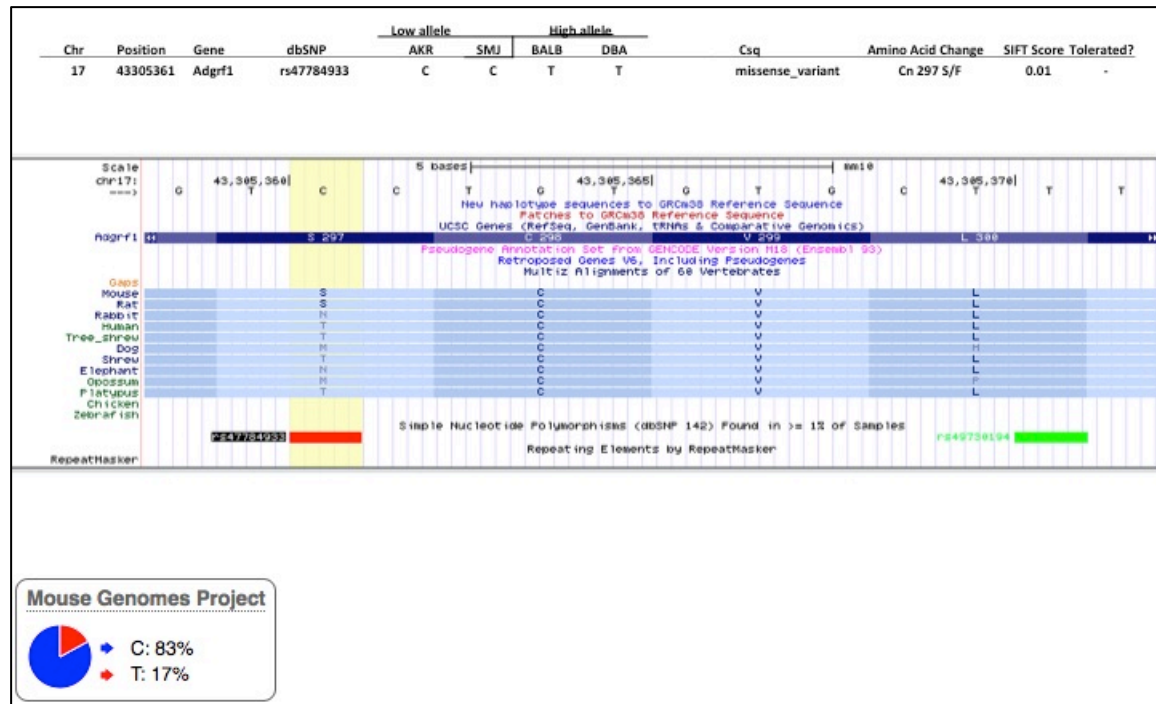 Low allele High allele
Chr Position Gene dbSNP AKR SMJ BALB DBA Csq Amino Acid Change SIFT Score Tolerated?
17 43305361 Adgrf1 rs47784933 C C T T missense_variant Cn 297 S/F 0.01 -
Scale 5 bases mm10
chr17: 43,305,360 43,305,365 43,305,370
---> G T C C T G T G T G C T T T
New haplotype sequences to GRCm38 Reference Sequence
Patches to GRCm38 Reference Sequence
UCSC Genes (RefSeq, GenBank, tRNAs & Comparative Genomics)
Adgrf1 S 297 C 298 V 299 L 300
Pseudogene Annotation Set from GENCODE Version M18 (Ensembl 93)
Retroposed Genes V6, Including Pseudogenes
Multiz Alignments of 60 Vertebrates
Gaps
Mouse S C V L
Rat S C V L
Rabbit N C V L
Human T C V L
Tree_shrew T C V L
Dog M C V M
Shrew T C V L
Elephant N C V L
Opossum M C V P
Platypus T C V L
Chicken
Zebrafish
Simple Nucleotide Polymorphisms (dbSNP 142) Found in >= 1% of Samples
rs47784933 rs49730194
Repeating Elements by RepeatMasker
RepeatMasker
Mouse Genomes Project
C: 83%
T: 17%